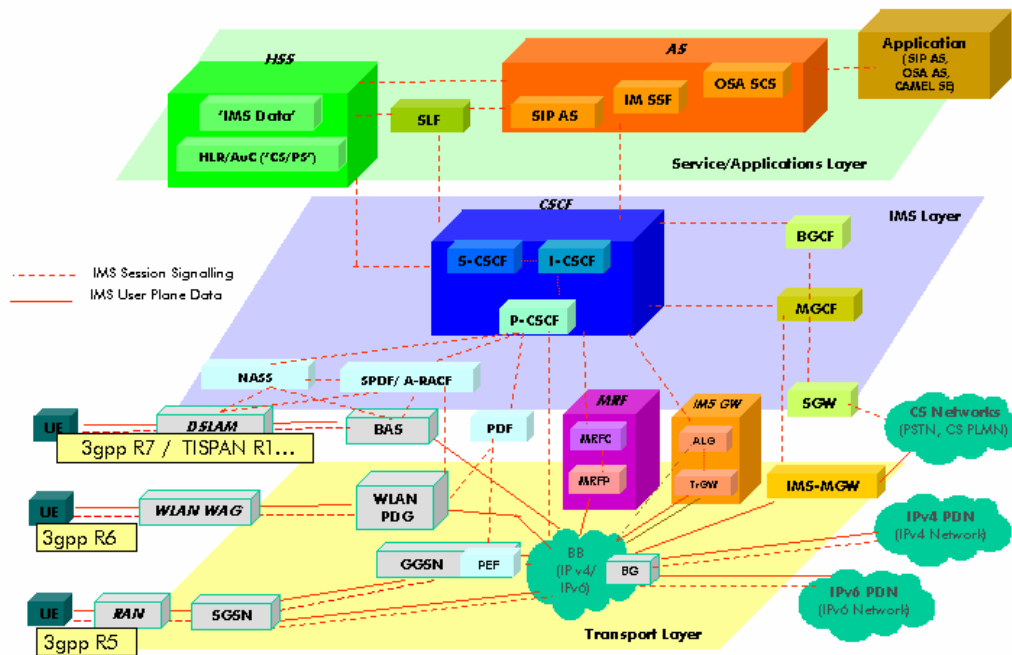 HSS
AS
Application
(SIP AS,
OSA AS,
CAMEL SE)
'IMS Data'
SLF
SIP AS
IM SSF
OSA SCS
HLR/AuC ('CS/PS')
Service/Applications Layer
CSCF
IMS Layer
BGCF
S-CSCF
I-CSCF
IMS Session Signalling
IMS User Plane Data
P-CSCF
MGCF
NASS
SPDF/ A-RACF
MRF
IMS GW
SGW
CS Networks
(PSTN, CS PLMN)
UE
DSLAM
BAS
PDF
MRFC
ALG
3gpp R7 / TISPAN R1...
MRFP
TrGW
IMS-MGW
UE
WLAN WAG
WLAN
PDG
3gpp R6
IPv4 PDN
(IPv4 Network)
GGSN
PEF
BB
(IP v4/
IPv6)
BG
IPv6 PDN
(IPv6 Network)
UE
RAN
SGSN
3gpp R5
Transport Layer